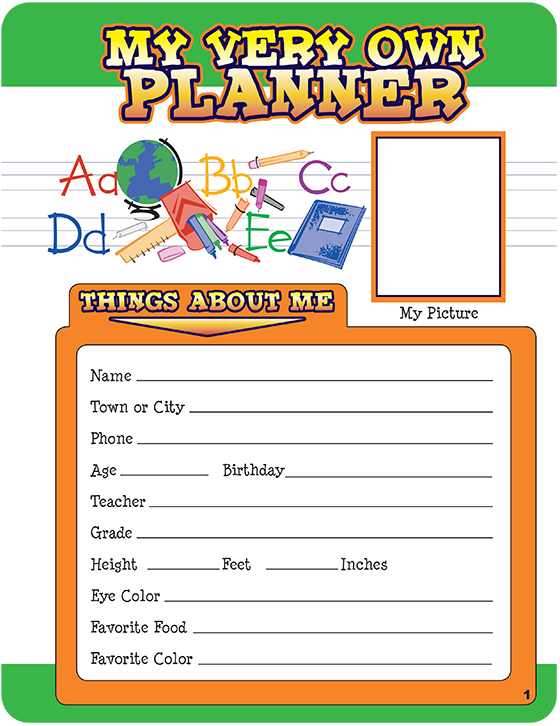 MY VERY OWN
PLANNER
Aa Bb Cc
Dd Ee
My Picture
THINGS ABOUT ME
Name
Town or City
Phone
Age Birthday
Teacher
Grade
Height Feet Inches
Eye Color
Favorite Food
Favorite Color
1